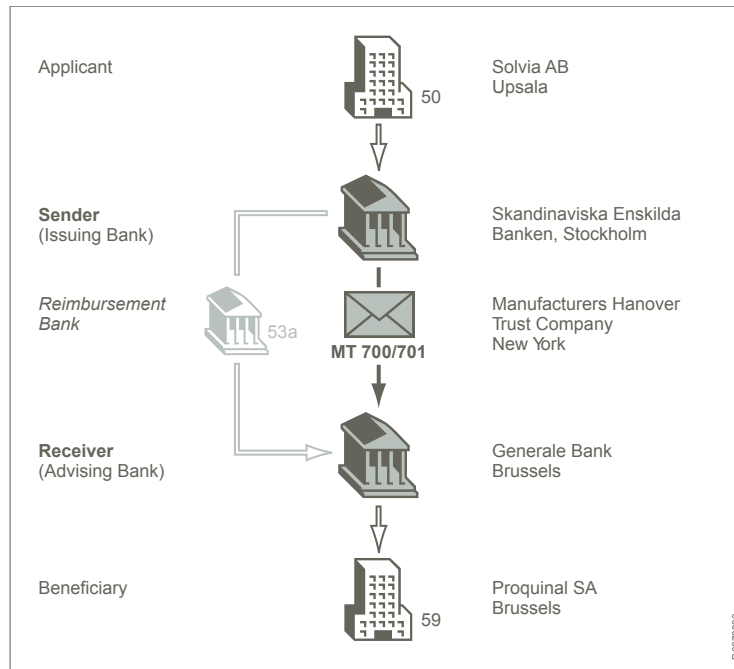 Applicant
50
Solvia AB
Upsala
Sender
(Issuing Bank)
Skandinaviska Enskilda
Banken, Stockholm
Reimbursement
Bank
53a
MT 700/701
Manufacturers Hanover
Trust Company
New York
Receiver
(Advising Bank)
Generale Bank
Brussels
Beneficiary
59
Proquinal SA
Brussels